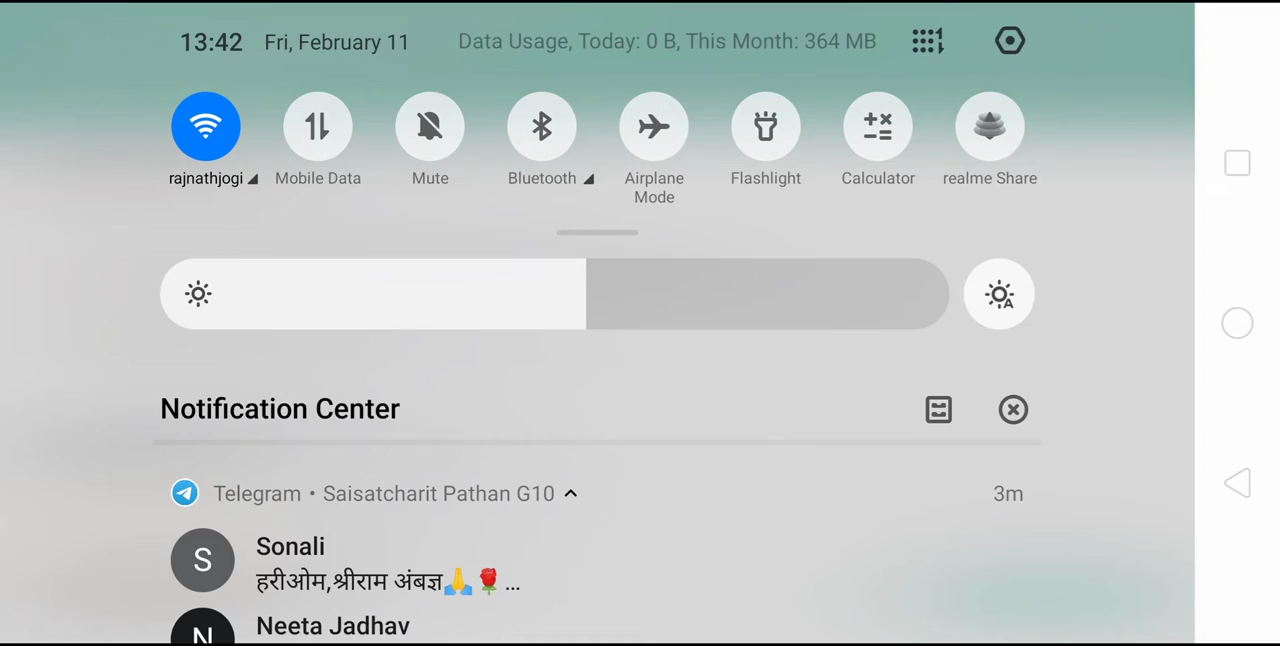 13:42 Fri, February 11 Data Usage, Today: 0 B, This Month: 364 MB
rajnathjogi Mobile Data Mute Bluetooth Airplane Mode Flashlight Calculator realme Share
Notification Center
Telegram • Saisatcharit Pathan G10 3m
S Sonali
हरीओम,श्रीराम अंबज्ञ🙏🌹...
N Neeta Jadhav